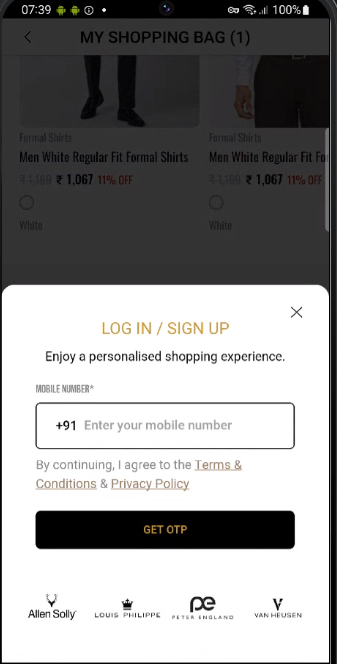 07:39 100%
MY SHOPPING BAG (1)
Formal Shirts Formal Shirts
Men White Regular Fit Formal Shirts Men White Regular Fit For
₹ 1,199 ₹ 1,067 11% OFF ₹ 1,199 ₹ 1,067 11% OFF
White White
LOG IN / SIGN UP
Enjoy a personalised shopping experience.
MOBILE NUMBER*
+91 Enter your mobile number
By continuing, I agree to the Terms &
Conditions & Privacy Policy
GET OTP
Allen Solly LOUIS PHILIPPE pe PETER ENGLAND V VAN HEUSEN